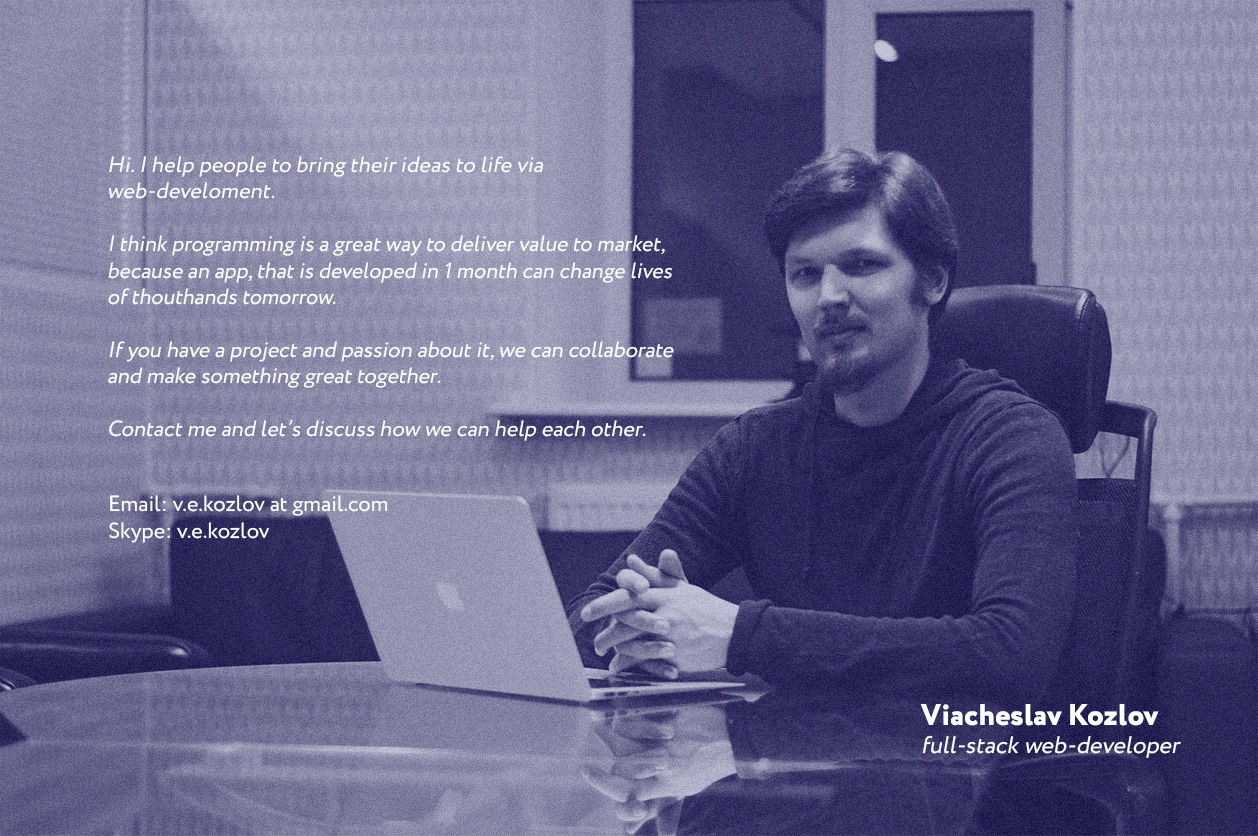 Hi. I help people to bring their ideas to life via
web-develoment.
I think programming is a great way to deliver value to market,
because an app, that is developed in 1 month can change lives
of thouthands tomorrow.
If you have a project and passion about it, we can collaborate
and make something great together.
Contact me and let's discuss how we can help each other.
Email: v.e.kozlov at gmail.com
Skype: v.e.kozlov
Viacheslav Kozlov
full-stack web-developer